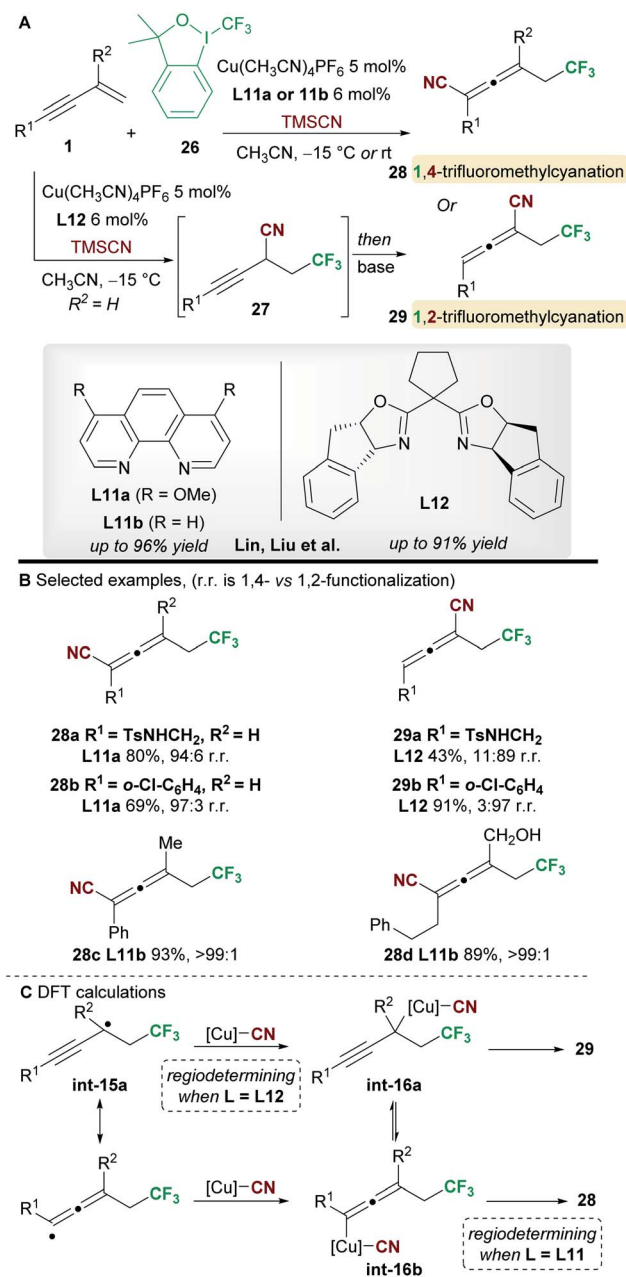 A
O
CF3
I
R2
Cu(CH3CN)4PF6 5 mol%
L11a or 11b 6 mol%
TMSCN
CH3CN, −15 °C or rt
R1
1
+
26
R2
NC
CF3
R1
28 1,4-trifluoromethylcyanation
Or
Cu(CH3CN)4PF6 5 mol%
L12 6 mol%
TMSCN
CH3CN, −15 °C
R2 = H
CN
CF3
R1
27
then
base
CN
CF3
R1
29 1,2-trifluoromethylcyanation
R
R
N
N
L11a (R = OMe)
L11b (R = H)
up to 96% yield
Lin, Liu et al.
O
O
N
N
L12
up to 91% yield
B Selected examples, (r.r. is 1,4- vs 1,2-functionalization)
R2
NC
CF3
R1
28a R1 = TsNHCH2, R2 = H
L11a 80%, 94:6 r.r.
28b R1 = o-Cl-C6H4, R2 = H
L11a 69%, 97:3 r.r.
CN
CF3
R1
29a R1 = TsNHCH2
L12 43%, 11:89 r.r.
29b R1 = o-Cl-C6H4
L12 91%, 3:97 r.r.
Me
NC
CF3
Ph
28c L11b 93%, >99:1
CH2OH
NC
CF3
Ph
28d L11b 89%, >99:1
C DFT calculations
R2
CF3
R1
int-15a
[Cu]−CN
regiodetermining
when L = L12
R2
[Cu]−CN
CF3
R1
int-16a
29
R2
R1
CF3
[Cu]−CN
R2
R1
CF3
[Cu]−CN
int-16b
28
regiodetermining
when L = L11